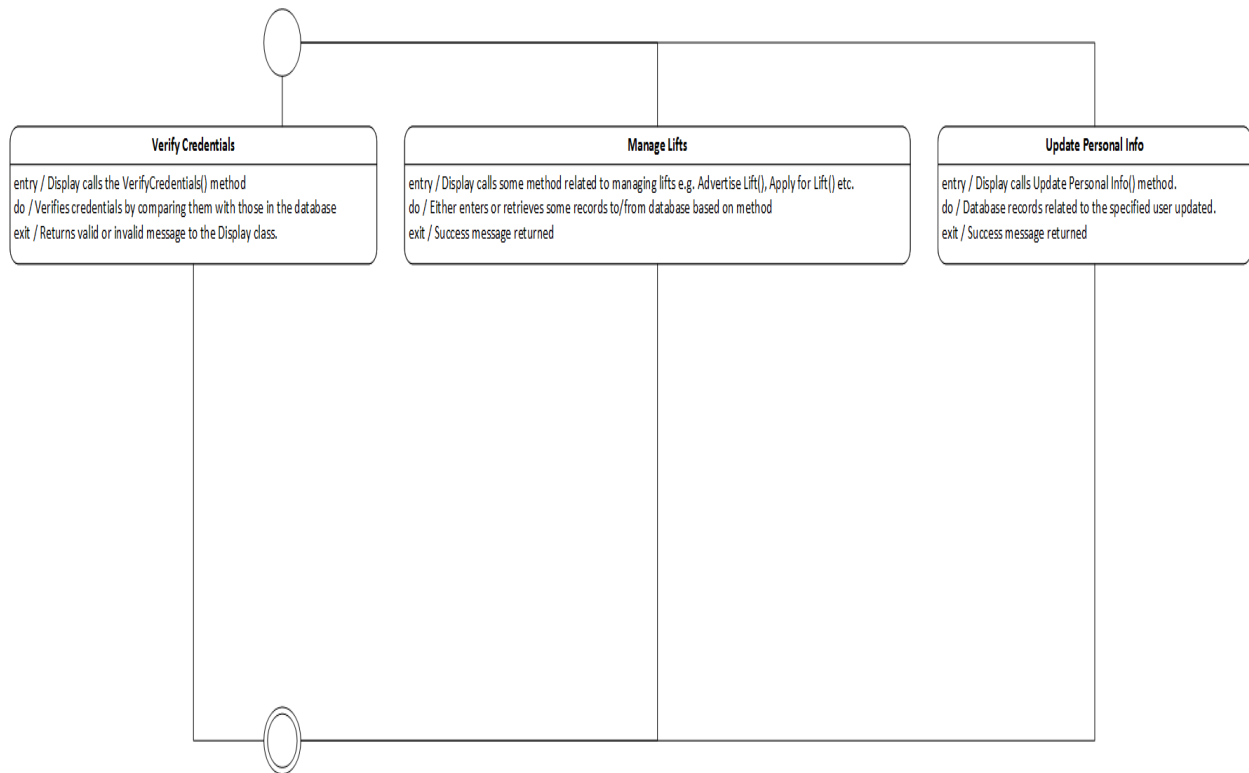 Verify Credentials
entry / Display calls the VerifyCredentials() method
do / Verifies credentials by comparing them with those in the database
exit / Returns valid or invalid message to the Display class.
Manage Lifts
entry / Display calls some method related to managing lifts e.g. Advertise Lift(), Apply for Lift() etc.
do / Either enters or retrieves some records to/from database based on method
exit / Success message returned
Update Personal Info
entry / Display calls Update Personal Info() method.
do / Database records related to the specified user updated.
exit / Success message returned